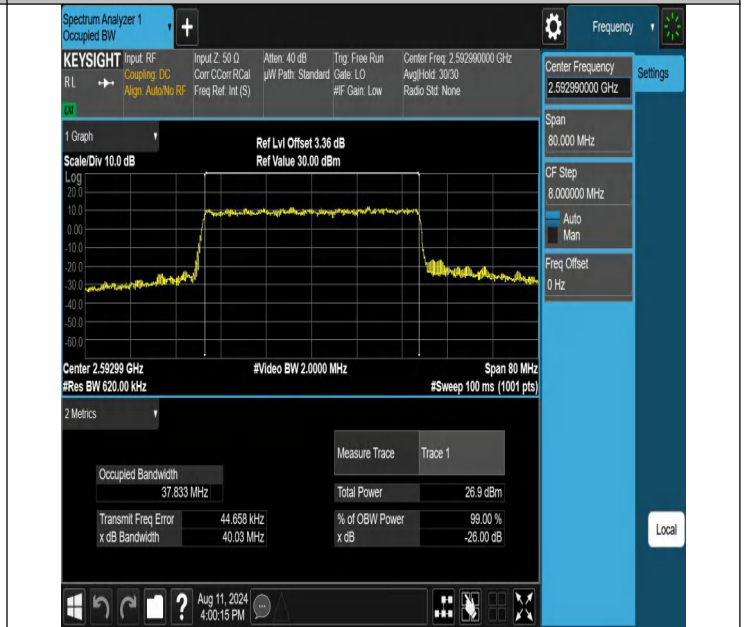 Spectrum Analyzer 1
Occupied BW
+
Frequency
KEYSIGHT
RL
Input: RF
Coupling: DC
Align: Auto/No RF
Input Z: 50 Ω
Corr CCorr RCal
Freq Ref: Int (S)
Atten: 40 dB
µW Path: Standard
Trig: Free Run
Gate: LO
#IF Gain: Low
Center Freq: 2.592990000 GHz
Avg|Hold: 30/30
Radio Std: None
Center Frequency
2.592990000 GHz
Settings
Span
80.000 MHz
CF Step
8.000000 MHz
Auto
Man
Freq Offset
0 Hz
1 Graph
Scale/Div 10.0 dB
Ref Lvl Offset 3.36 dB
Ref Value 30.00 dBm
Log
20.0
10.0
0.00
-10.0
-20.0
-30.0
-40.0
-50.0
-60.0
Center 2.59299 GHz
#Video BW 2.0000 MHz
Span 80 MHz
#Res BW 620.00 kHz
#Sweep 100 ms (1001 pts)
2 Metrics
Measure Trace Trace 1
Occupied Bandwidth
37.833 MHz
Total Power 26.9 dBm
Transmit Freq Error 44.658 kHz
% of OBW Power 99.00 %
x dB Bandwidth 40.03 MHz
x dB -26.00 dB
Local
?
Aug 11, 2024
4:00:15 PM